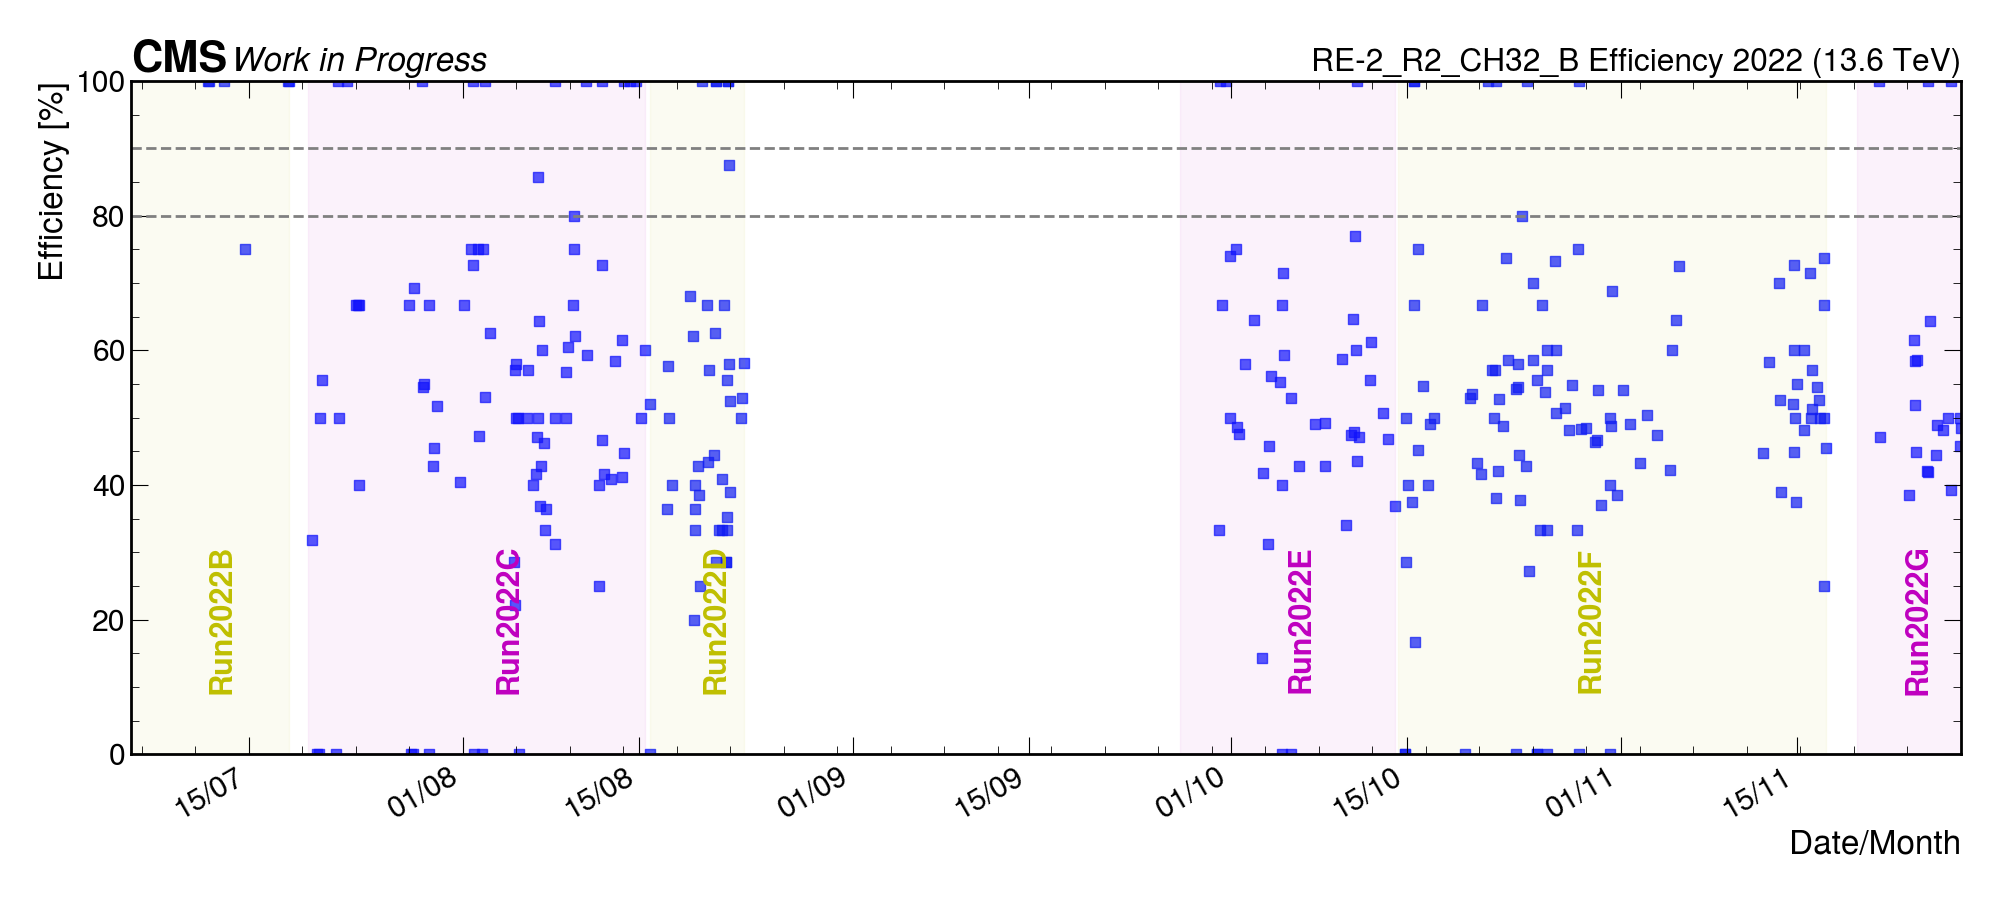 CMS Work in Progress
RE-2_R2_CH32_B Efficiency 2022 (13.6 TeV)
Efficiency [%]
100
80
60
40
20
0
Run2022B
Run2022C
Run2022D
Run2022E
Run2022F
Run2022G
15/07
01/08
15/08
01/09
15/09
01/10
15/10
01/11
15/11
Date/Month